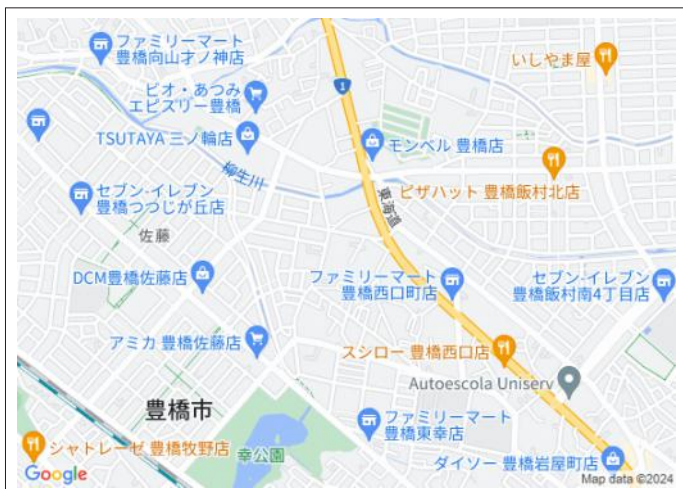 ファミリーマート
豊橋向山才ノ神店
いしやま屋
1
ビオ・あつみ
エピスリー豊橋
TSUTAYA 三ノ輪店
モンベル 豊橋店
柳生川
ピザハット 豊橋飯村北店
セブン-イレブン
豊橋つつじが丘店
東海道
佐藤
DCM豊橋佐藤店
ファミリーマート
豊橋西口町店
セブン-イレブン
豊橋飯村南4丁目店
アミカ 豊橋佐藤店
スシロー 豊橋西口店
Autoescola Uniserv
豊橋市
ファミリーマート
豊橋東幸店
シャトレーゼ 豊橋牧野店
幸公園
ダイソー 豊橋岩屋町店
Google
Map data ©2024